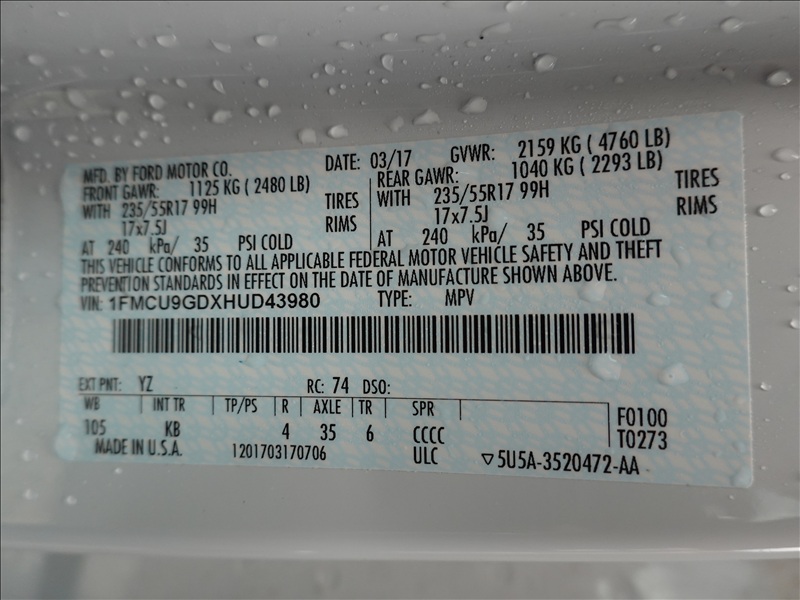 MFD. BY FORD MOTOR CO. DATE: 03/17 GVWR: 2159 KG ( 4760 LB)
FRONT GAWR: 1125 KG ( 2480 LB) REAR GAWR: 1040 KG ( 2293 LB)
WITH 235/55R17 99H TIRES WITH 235/55R17 99H TIRES
17x7.5J RIMS 17x7.5J RIMS
AT 240 kPa/ 35 PSI COLD AT 240 kPa/ 35 PSI COLD
THIS VEHICLE CONFORMS TO ALL APPLICABLE FEDERAL MOTOR VEHICLE SAFETY AND THEFT
PREVENTION STANDARDS IN EFFECT ON THE DATE OF MANUFACTURE SHOWN ABOVE.
VIN: 1FMCU9GDXHUD43980 TYPE: MPV
EXT PNT: YZ RC: 74 DSO:
WB INT TR TP/PS R AXLE TR SPR F0100
105 KB 4 35 6 CCCC T0273
MADE IN U.S.A. 1201703170706 ULC ▽5U5A-3520472-AA